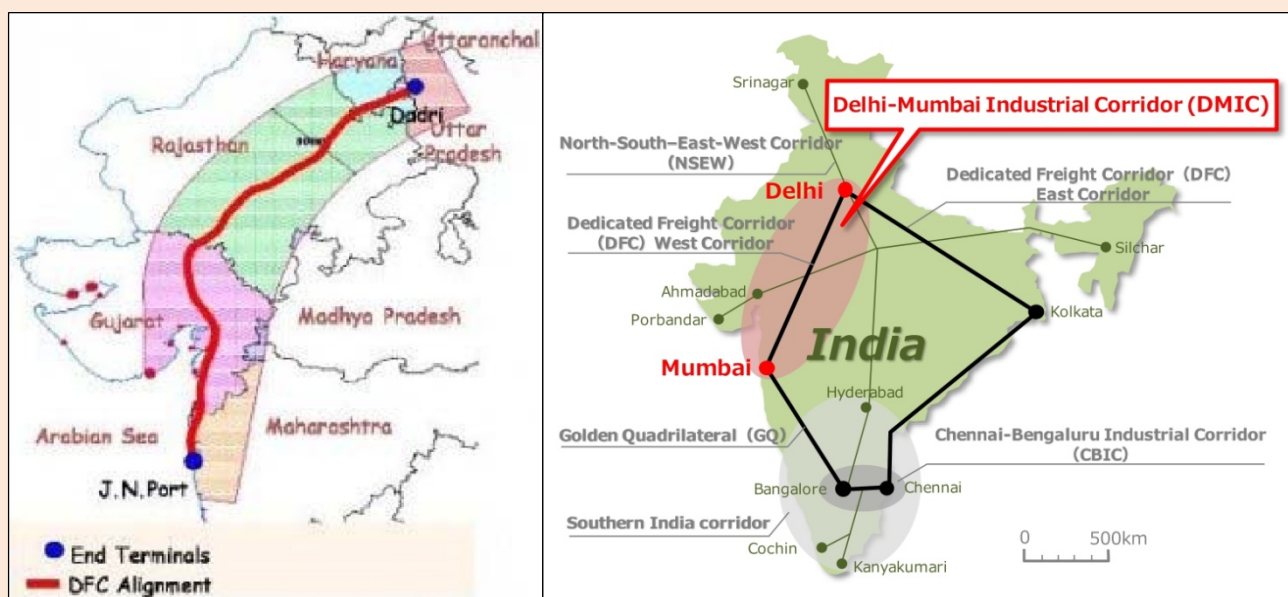 Uttaranchal
Haryana
Dadri
Rajasthan
Uttar
Pradesh
Gujarat
Madhya Pradesh
Arabian Sea
Maharashtra
J.N.Port
End Terminals
DFC Alignment
Srinagar
Delhi-Mumbai Industrial Corridor (DMIC)
North-South–East-West Corridor
(NSEW)
Delhi
Dedicated Freight Corridor (DFC)
East Corridor
Dedicated Freight Corridor
(DFC) West Corridor
Silchar
Ahmadabad
Porbandar
Kolkata
India
Mumbai
Hyderabad
Golden Quadrilateral (GQ)
Chennai-Bengaluru Industrial Corridor
(CBIC)
Bangalore
Chennai
Southern India corridor
Cochin
Kanyakumari
0
500km